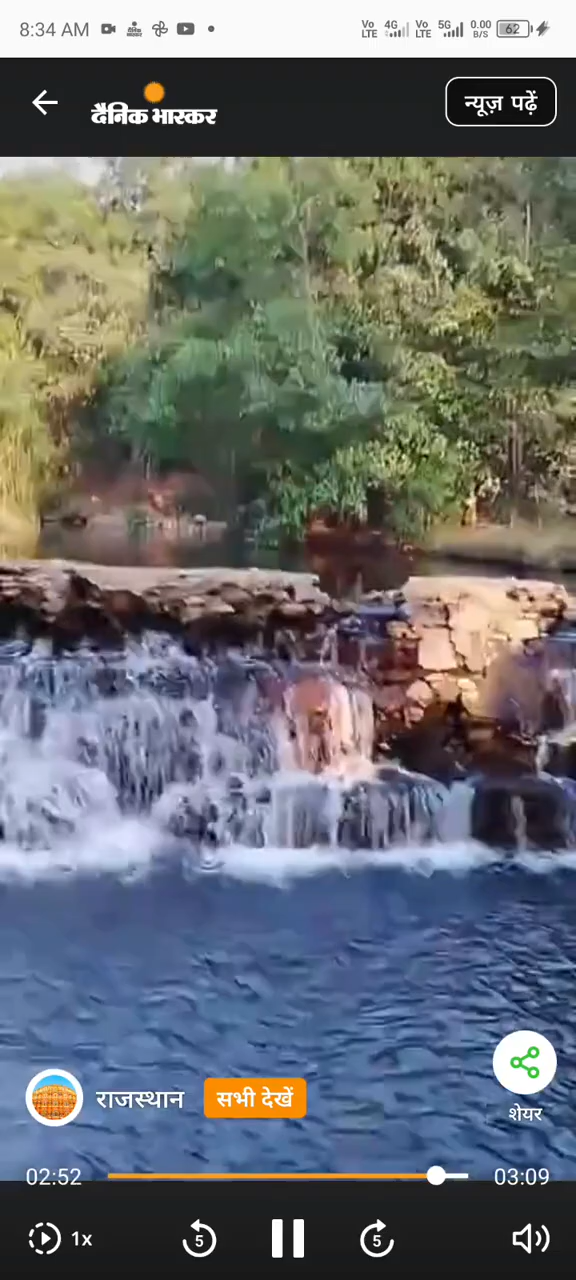 8:34 AM Vo LTE 4G Vo LTE 5G 0.00 B/S 62
दैनिक भास्कर
न्यूज़ पढ़ें
राजस्थान
सभी देखें
शेयर
02:52
03:09
1x
5
5